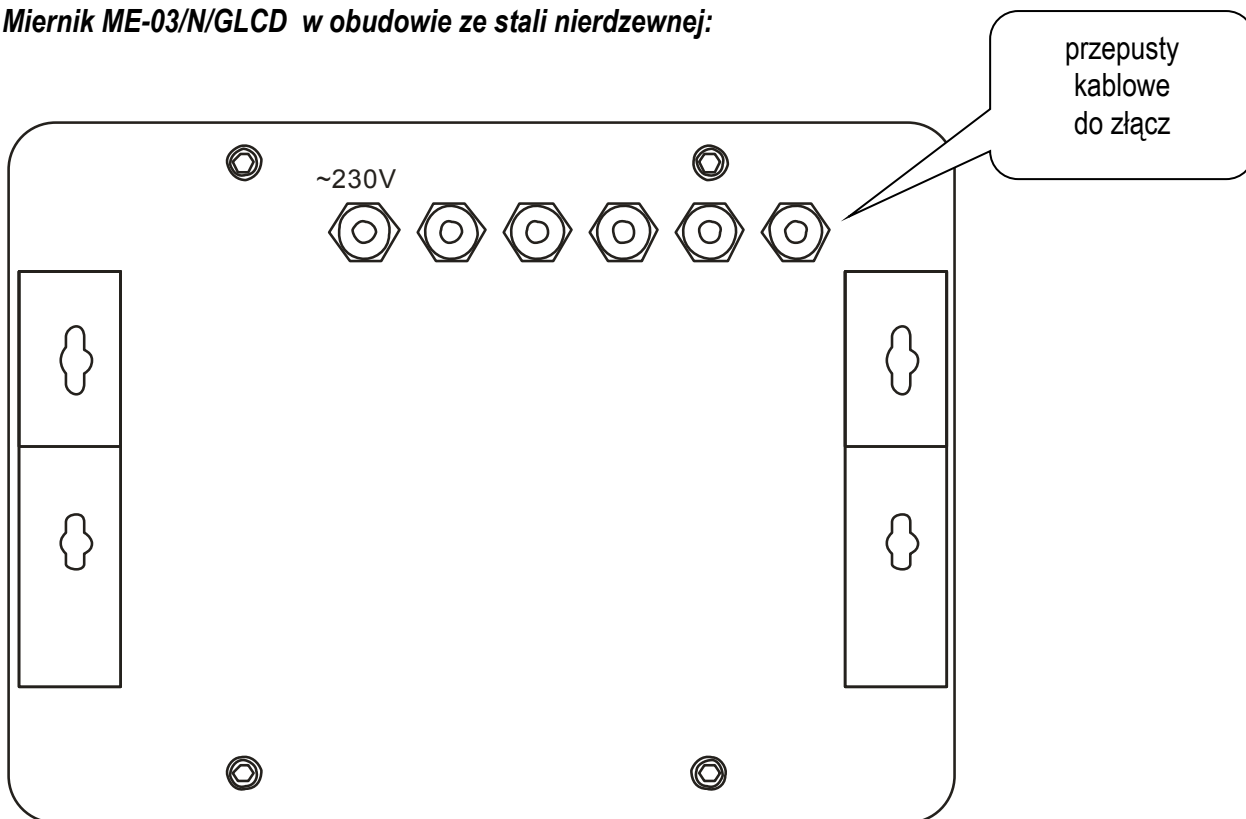 Miernik ME-03/N/GLCD w obudowie ze stali nierdzewnej:
przepusty
kablowe
do złącz
~230V